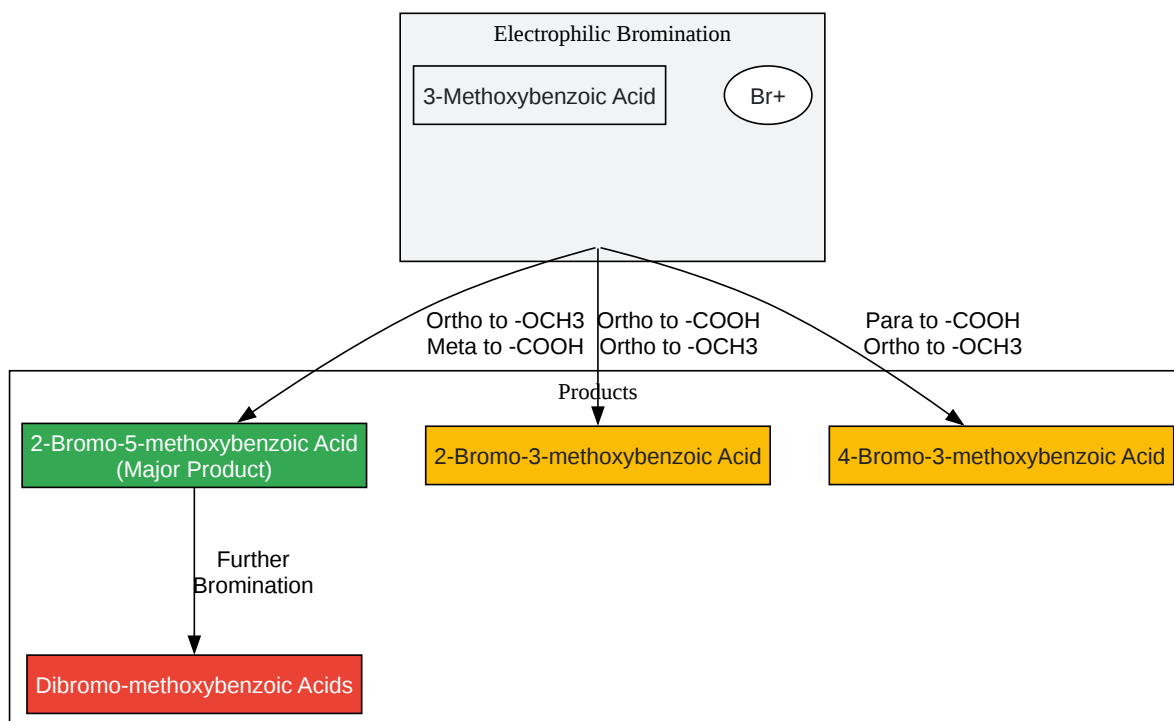 Electrophilic Bromination
3-Methoxybenzoic Acid
Br+
Ortho to -OCH3
Meta to -COOH
Ortho to -COOH
Ortho to -OCH3
Para to -COOH
Ortho to -OCH3
Products
2-Bromo-5-methoxybenzoic Acid
(Major Product)
2-Bromo-3-methoxybenzoic Acid
4-Bromo-3-methoxybenzoic Acid
Further
Bromination
Dibromo-methoxybenzoic Acids